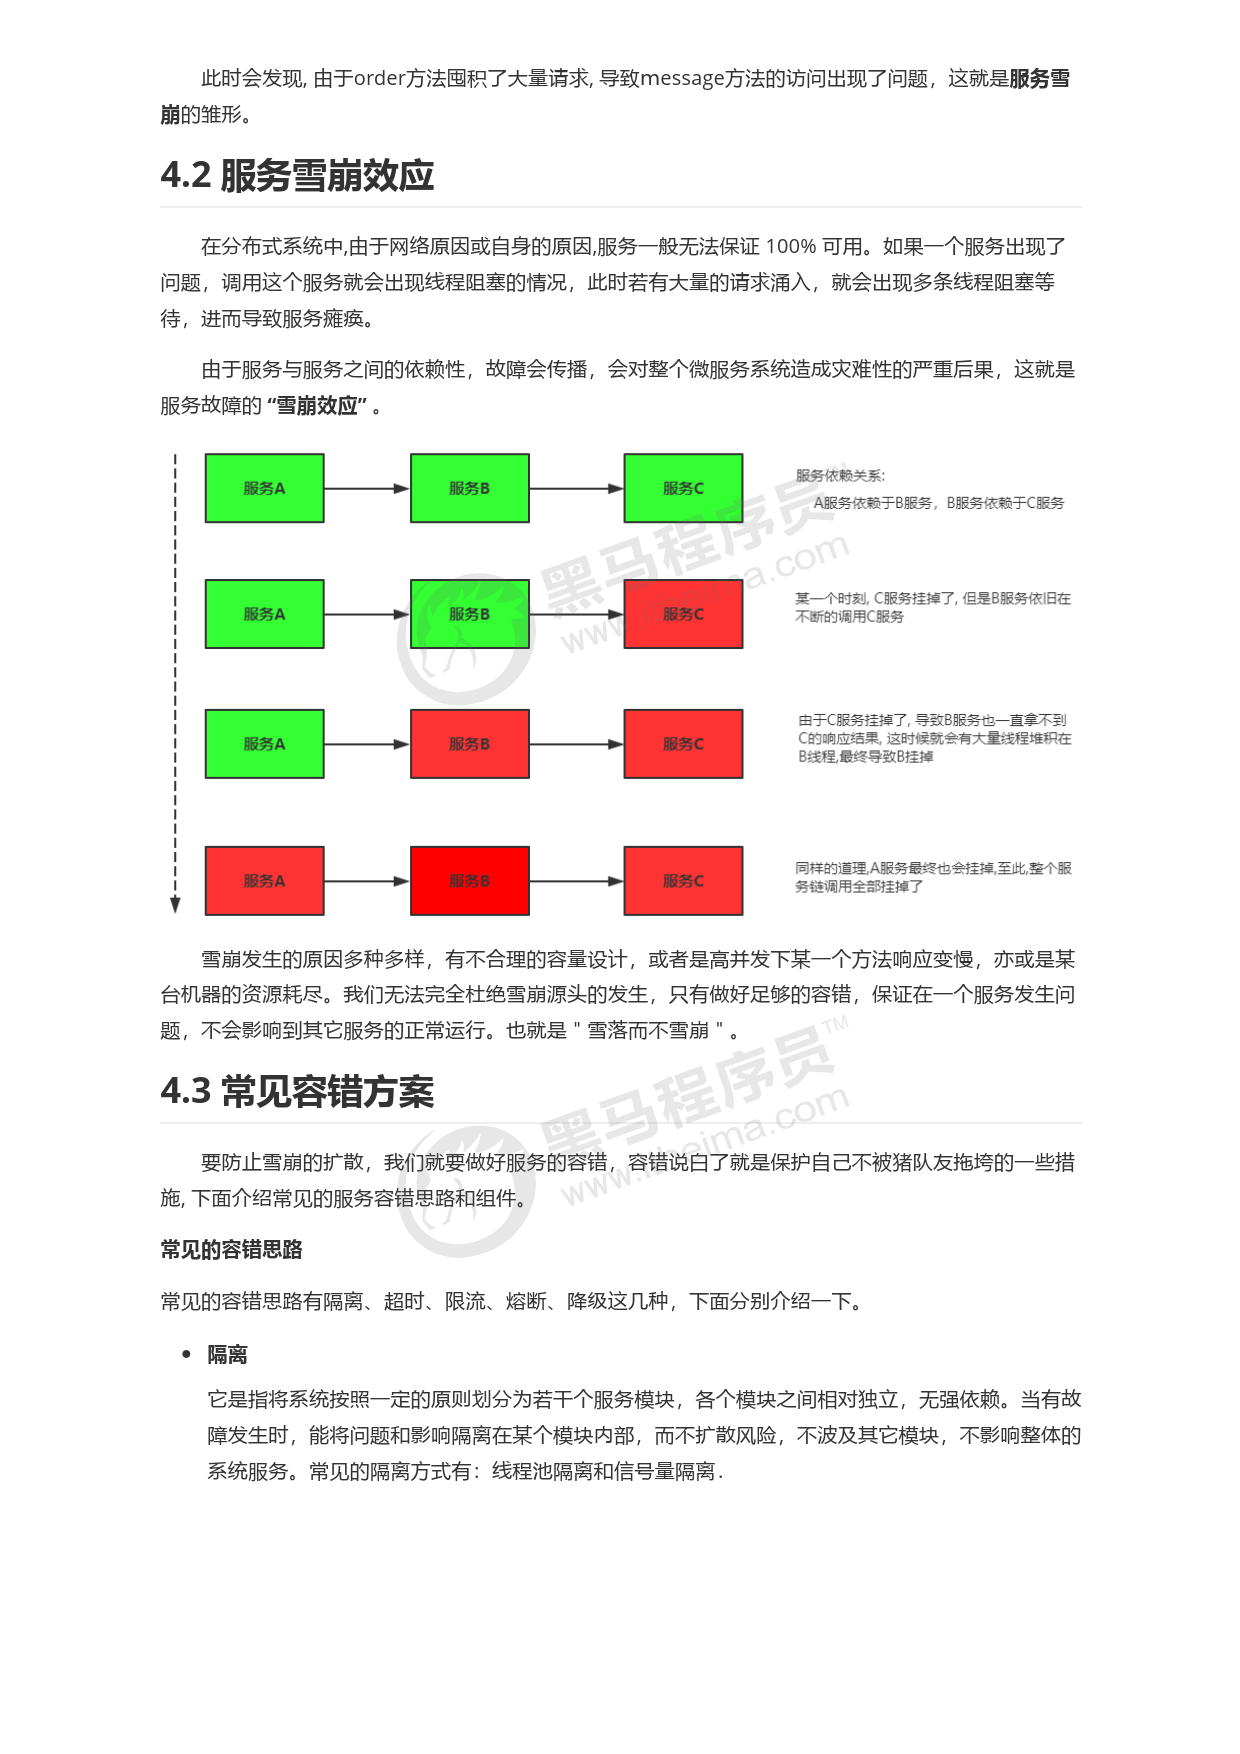 此时会发现, 由于order方法囤积了大量请求, 导致message方法的访问出现了问题，这就是服务雪
崩的雏形。
4.2 服务雪崩效应
在分布式系统中,由于网络原因或自身的原因,服务一般无法保证 100% 可用。如果一个服务出现了
问题，调用这个服务就会出现线程阻塞的情况，此时若有大量的请求涌入，就会出现多条线程阻塞等
待，进而导致服务瘫痪。
由于服务与服务之间的依赖性，故障会传播，会对整个微服务系统造成灾难性的严重后果，这就是
服务故障的 “雪崩效应” 。
服务A 服务B 服务C
服务依赖关系:
A服务依赖于B服务，B服务依赖于C服务
服务A 服务B 服务C
某一个时刻, C服务挂掉了, 但是B服务依旧在
不断的调用C服务
服务A 服务B 服务C
由于C服务挂掉了, 导致B服务也一直拿不到
C的响应结果, 这时候就会有大量线程堆积在
B线程,最终导致B挂掉
服务A 服务B 服务C
同样的道理,A服务最终也会挂掉,至此,整个服
务链调用全部挂掉了
黑马程序员™
www.itheima.com
雪崩发生的原因多种多样，有不合理的容量设计，或者是高并发下某一个方法响应变慢，亦或是某
台机器的资源耗尽。我们无法完全杜绝雪崩源头的发生，只有做好足够的容错，保证在一个服务发生问
题，不会影响到其它服务的正常运行。也就是＂雪落而不雪崩＂。
4.3 常见容错方案
黑马程序员™
www.itheima.com
要防止雪崩的扩散，我们就要做好服务的容错，容错说白了就是保护自己不被猪队友拖垮的一些措
施, 下面介绍常见的服务容错思路和组件。
常见的容错思路
常见的容错思路有隔离、超时、限流、熔断、降级这几种，下面分别介绍一下。
• 隔离
它是指将系统按照一定的原则划分为若干个服务模块，各个模块之间相对独立，无强依赖。当有故
障发生时，能将问题和影响隔离在某个模块内部，而不扩散风险，不波及其它模块，不影响整体的
系统服务。常见的隔离方式有：线程池隔离和信号量隔离．